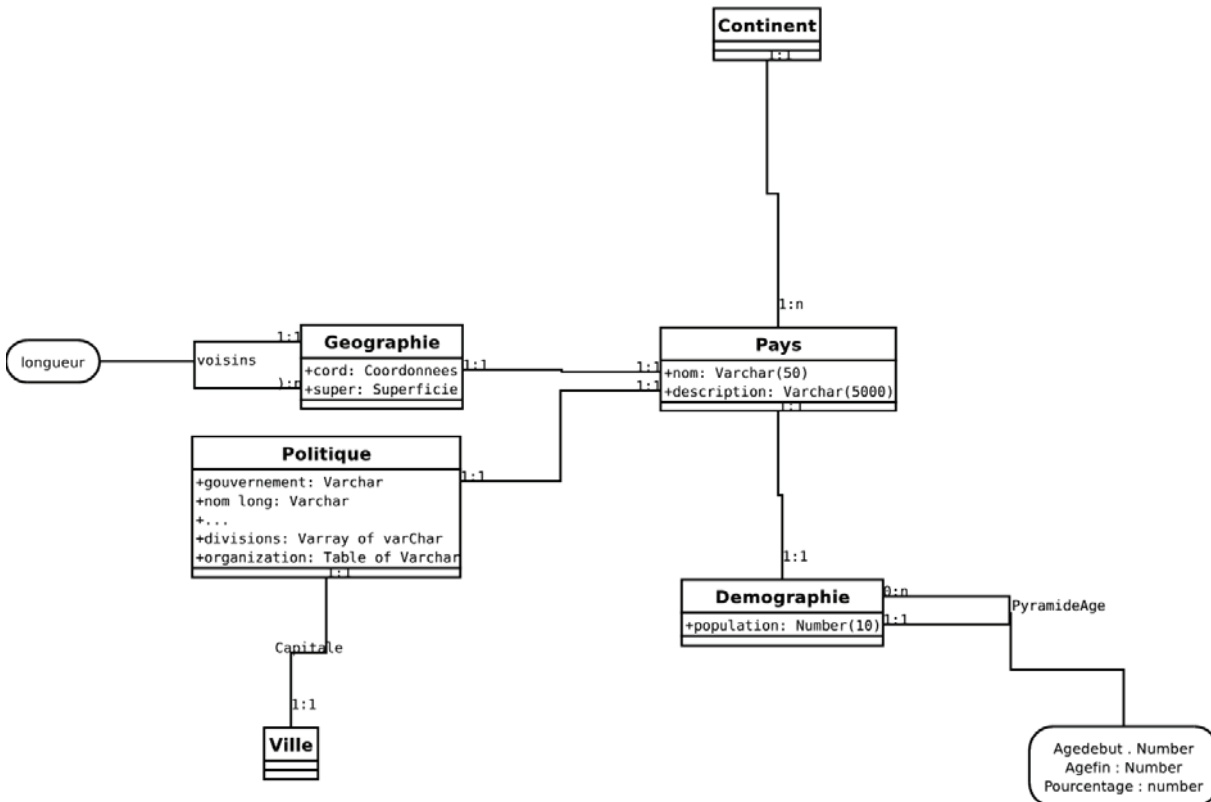 Continent
1:1
1:n
Pays
+nom: Varchar(50)
+description: Varchar(5000)
1:1
1:1
1:1
1:1
Geographie
+cord: Coordonnees
+super: Superficie
1:1
voisins
longueur
Politique
+gouvernement: Varchar
+nom long: Varchar
+...
+divisions: Varray of varChar
+organization: Table of Varchar
1:1
1:1
Capitale
1:1
Ville
1:1
Demographie
+population: Number(10)
0:n
1:1
PyramideAge
Agedebut . Number
Agefin : Number
Pourcentage : number